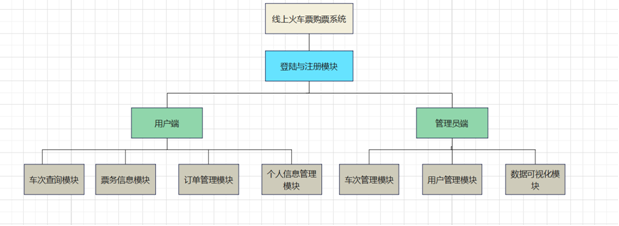 线上火车票购票系统
登陆与注册模块
用户端
管理员端
车次查询模块
票务信息模块
订单管理模块
个人信息管理
模块
车次管理模块
用户管理模块
数据可视化模
块